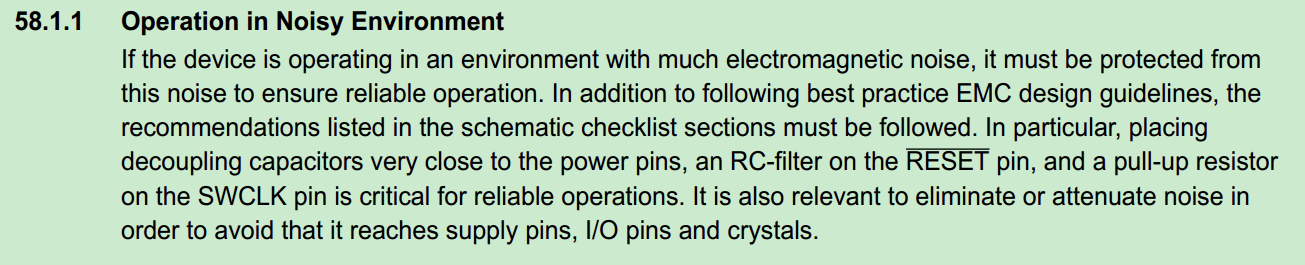 58.1.1 Operation in Noisy Environment
If the device is operating in an environment with much electromagnetic noise, it must be protected from
this noise to ensure reliable operation. In addition to following best practice EMC design guidelines, the
recommendations listed in the schematic checklist sections must be followed. In particular, placing
decoupling capacitors very close to the power pins, an RC-filter on the RESET pin, and a pull-up resistor
on the SWCLK pin is critical for reliable operations. It is also relevant to eliminate or attenuate noise in
order to avoid that it reaches supply pins, I/O pins and crystals.